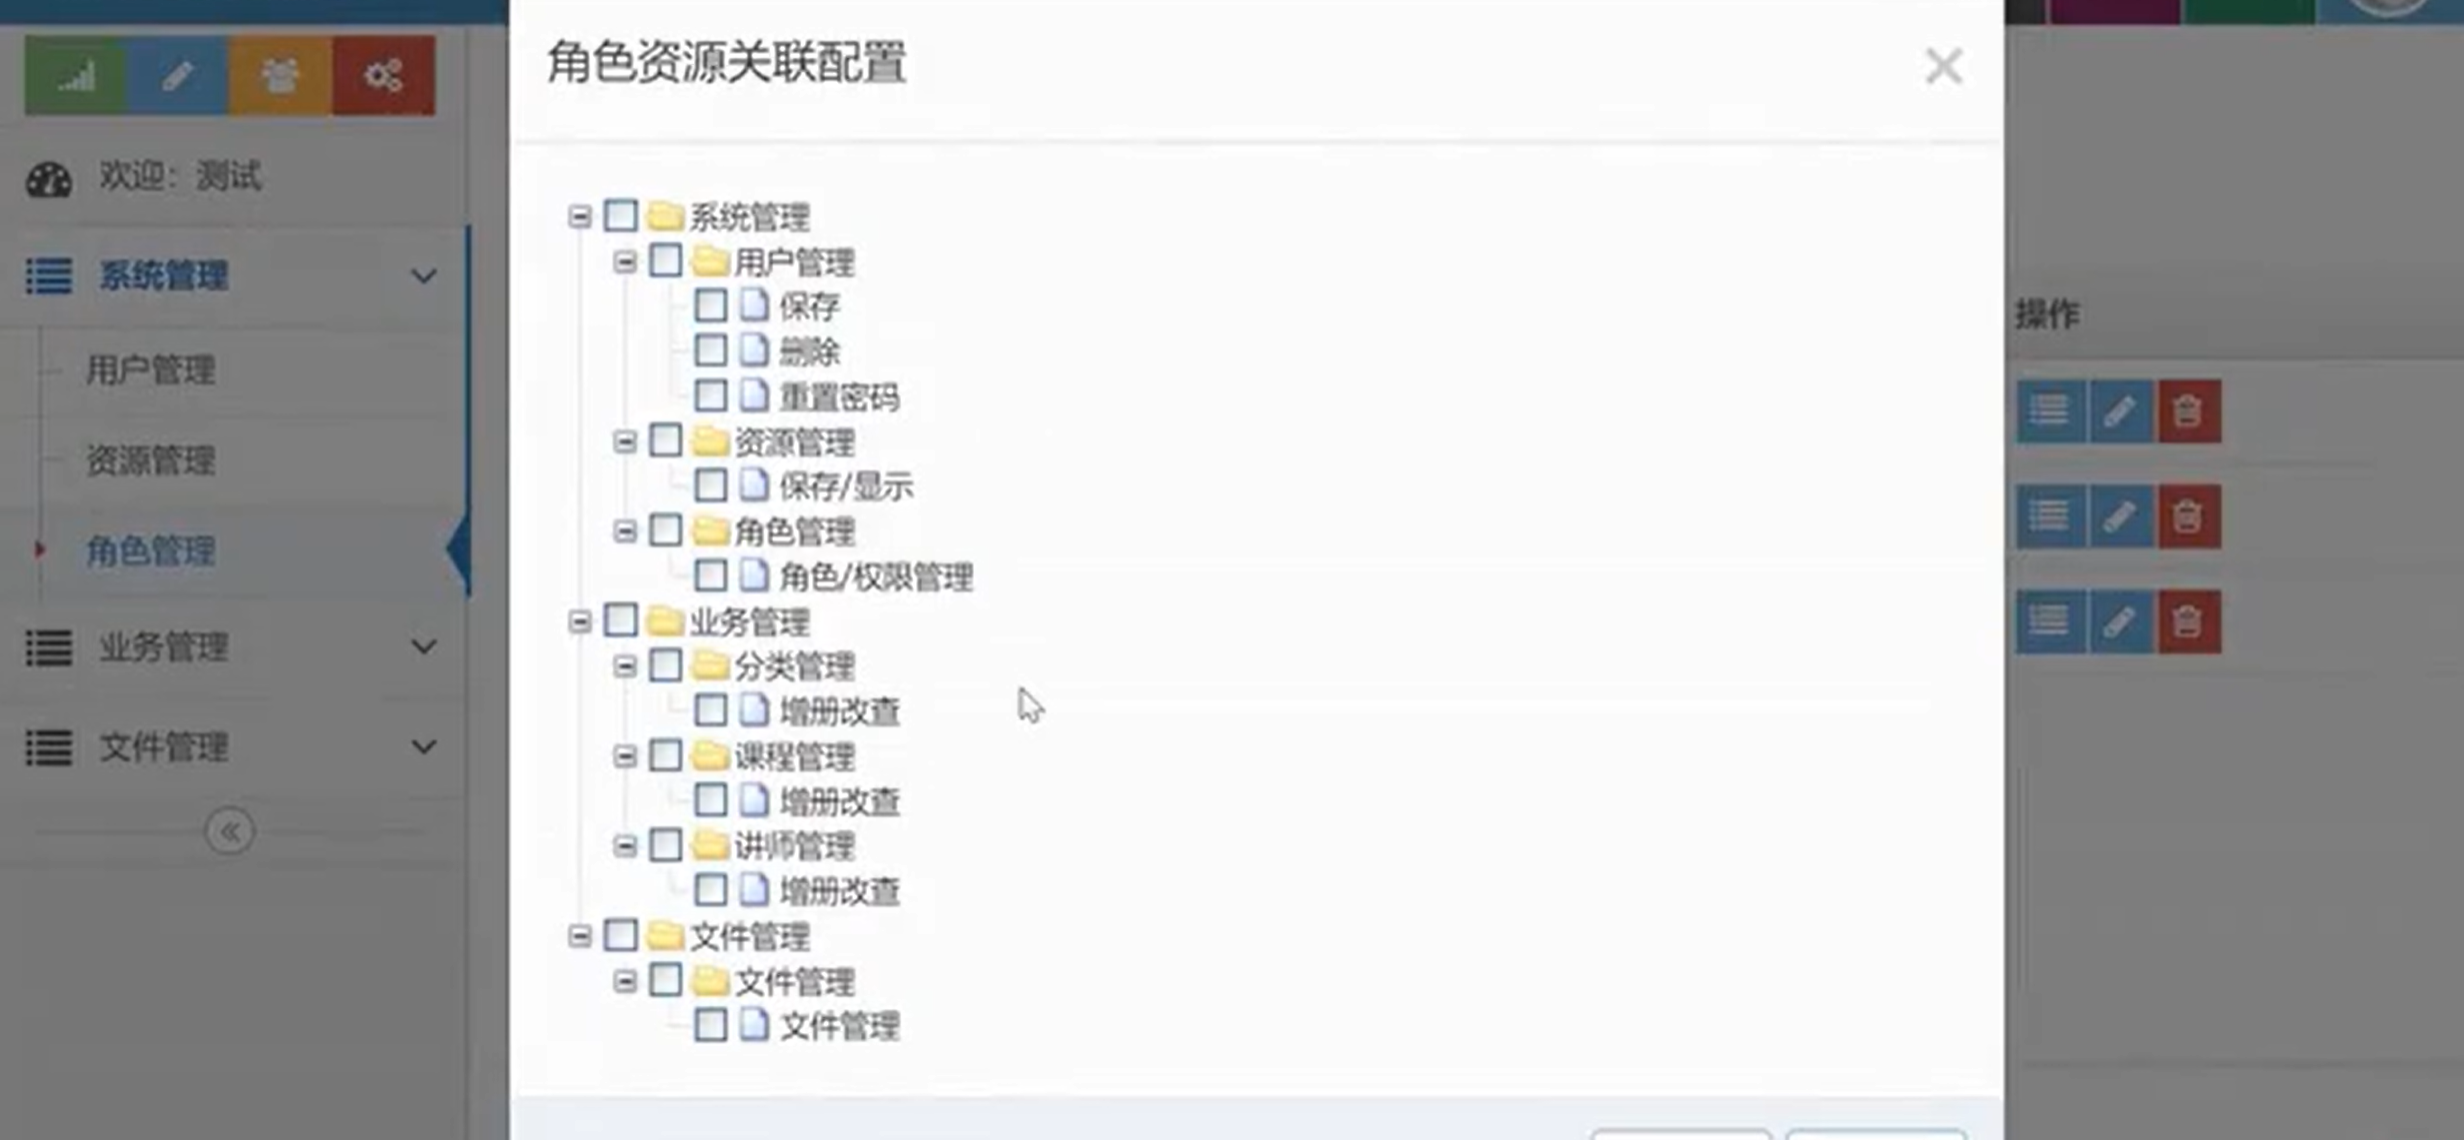 角色资源关联配置
欢迎：测试
系统管理
用户管理
资源管理
角色管理
业务管理
文件管理
系统管理
用户管理
保存
删除
重置密码
资源管理
保存/显示
角色管理
角色/权限管理
业务管理
分类管理
增册改查
课程管理
增册改查
讲师管理
增册改查
文件管理
文件管理
文件管理
操作